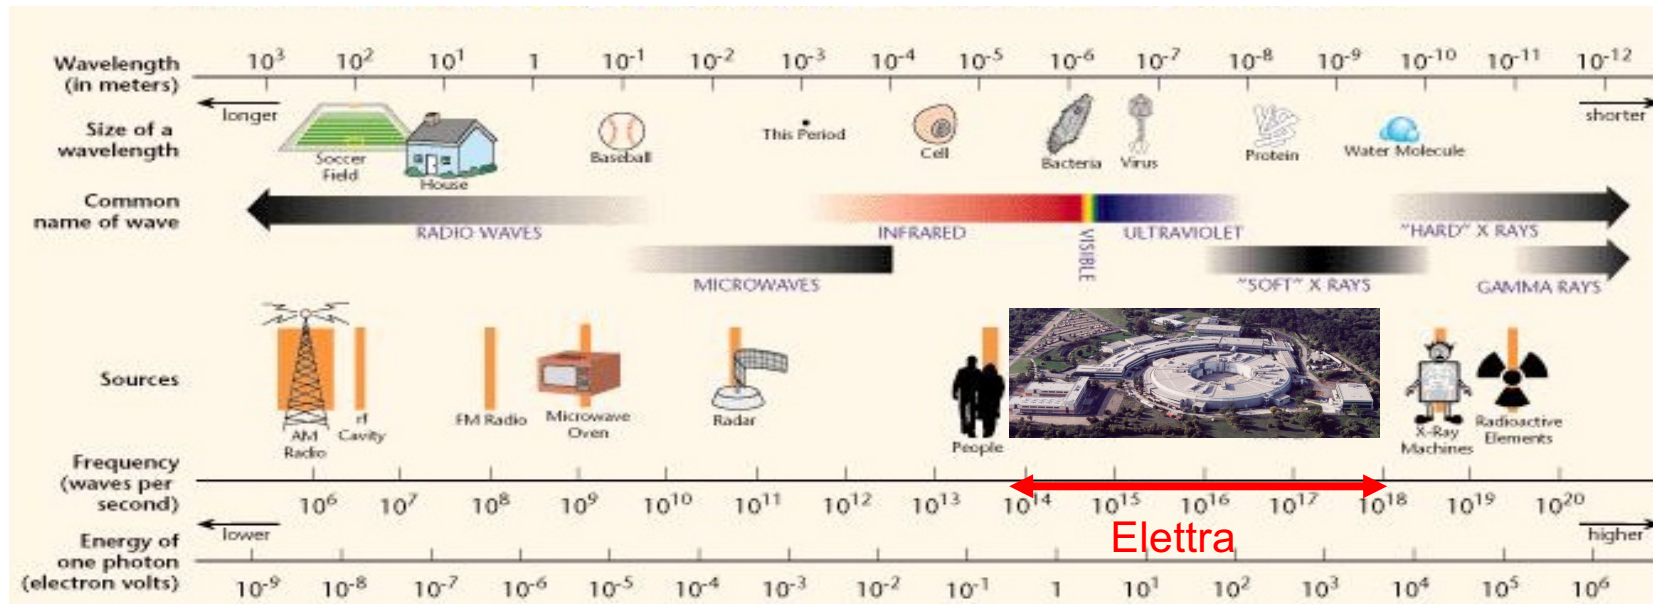 Wavelength
(in meters)
10³ 10² 10¹ 1 10⁻¹ 10⁻² 10⁻³ 10⁻⁴ 10⁻⁵ 10⁻⁶ 10⁻⁷ 10⁻⁸ 10⁻⁹ 10⁻¹⁰ 10⁻¹¹ 10⁻¹²
longer
shorter
Size of a
wavelength
Soccer
Field
House
Baseball
This Period
Cell
Bacteria
Virus
Protein
Water Molecule
Common
name of wave
RADIO WAVES
INFRARED
VISIBLE
ULTRAVIOLET
"HARD" X RAYS
MICROWAVES
"SOFT" X RAYS
GAMMA RAYS
Sources
AM
Radio
rf
Cavity
FM Radio
Microwave
Oven
Radar
People
X-Ray
Machines
Radioactive
Elements
Frequency
(waves per
second)
10⁶ 10⁷ 10⁸ 10⁹ 10¹⁰ 10¹¹ 10¹² 10¹³ 10¹⁴ 10¹⁵ 10¹⁶ 10¹⁷ 10¹⁸ 10¹⁹ 10²⁰
lower
Elettra
higher
Energy of
one photon
(electron volts)
10⁻⁹ 10⁻⁸ 10⁻⁷ 10⁻⁶ 10⁻⁵ 10⁻⁴ 10⁻³ 10⁻² 10⁻¹ 1 10¹ 10² 10³ 10⁴ 10⁵ 10⁶